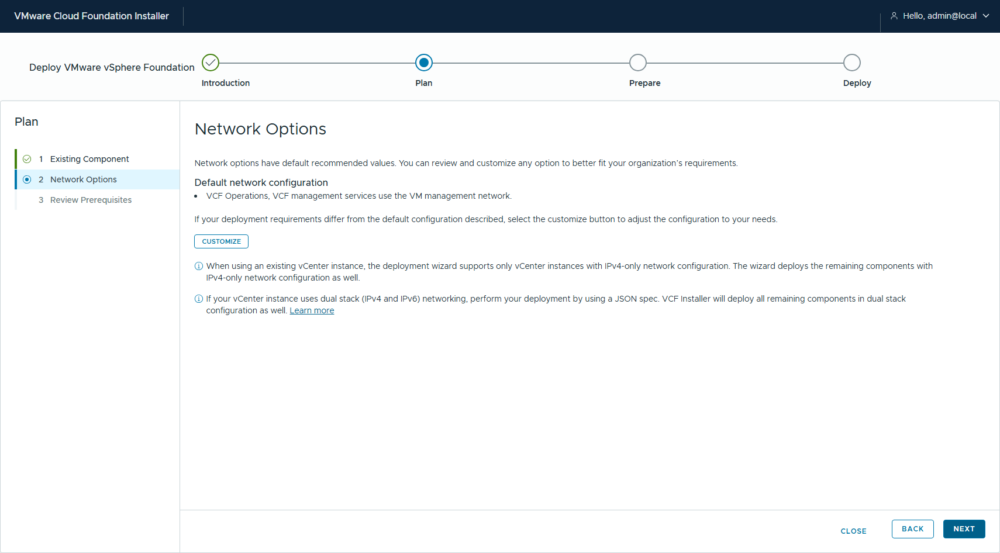 VMware Cloud Foundation Installer
Hello, admin@local
Deploy VMware vSphere Foundation
Introduction
Plan
Prepare
Deploy
Plan
1 Existing Component
2 Network Options
3 Review Prerequisites
Network Options
Network options have default recommended values. You can review and customize any option to better fit your organization's requirements.
Default network configuration
• VCF Operations, VCF management services use the VM management network.
If your deployment requirements differ from the default configuration described, select the customize button to adjust the configuration to your needs.
CUSTOMIZE
When using an existing vCenter instance, the deployment wizard supports only vCenter instances with IPv4-only network configuration. The wizard deploys the remaining components with
IPv4-only network configuration as well.
If your vCenter instance uses dual stack (IPv4 and IPv6) networking, perform your deployment by using a JSON spec. VCF Installer will deploy all remaining components in dual stack
configuration as well. Learn more
CLOSE
BACK
NEXT